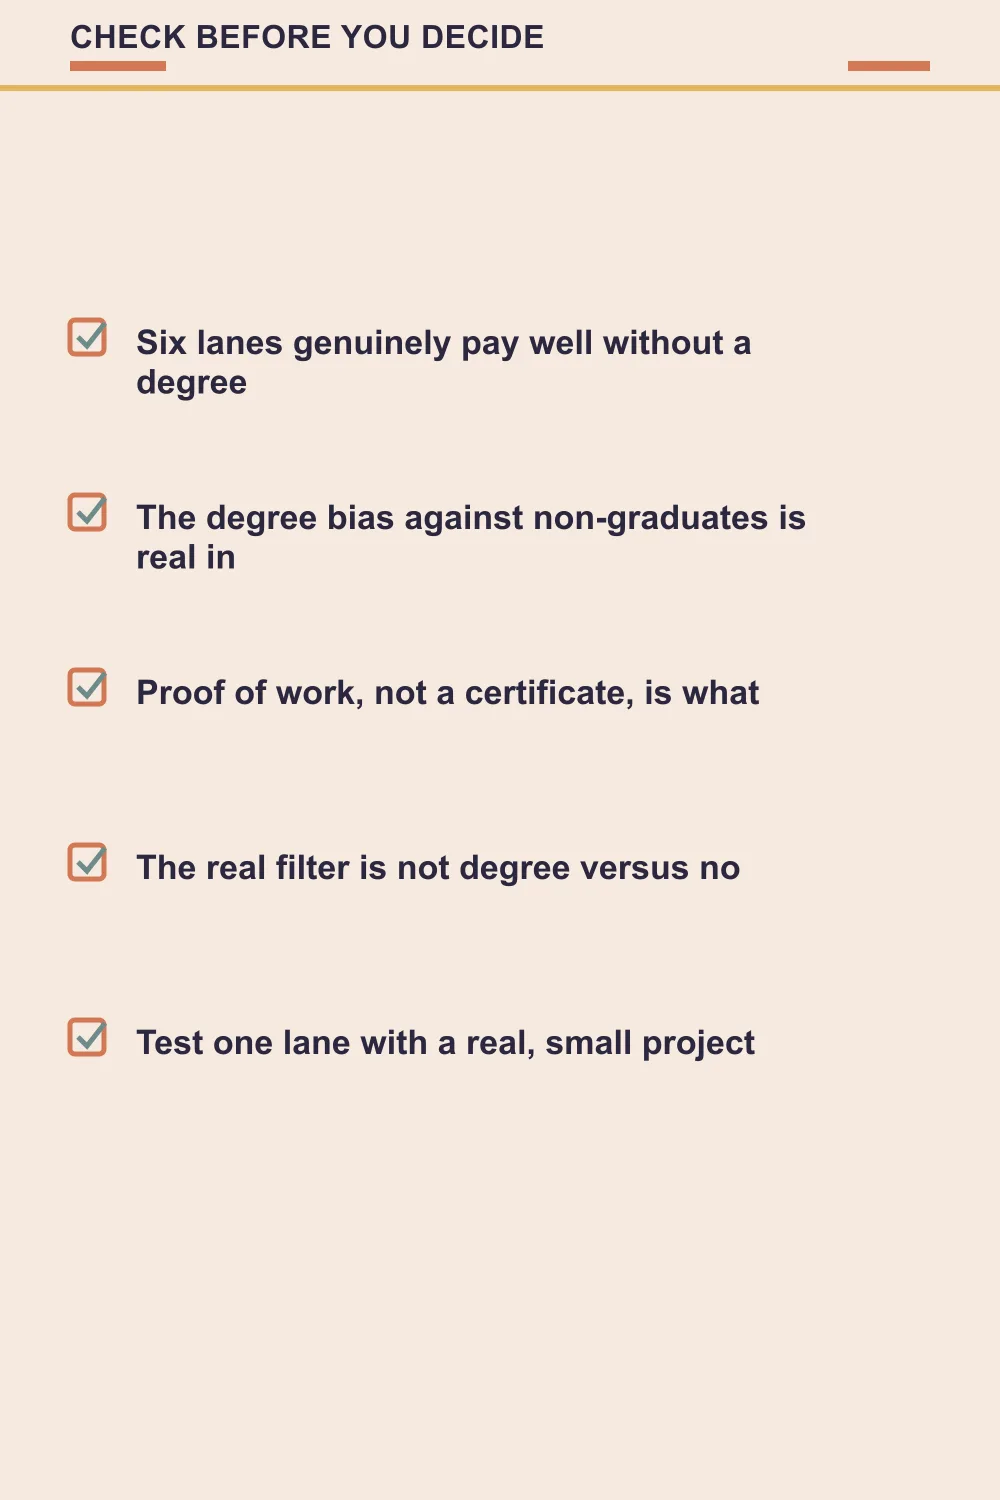 CHECK BEFORE YOU DECIDE
Six lanes genuinely pay well without a
degree
The degree bias against non-graduates is
real in
Proof of work, not a certificate, is what
The real filter is not degree versus no
Test one lane with a real, small project